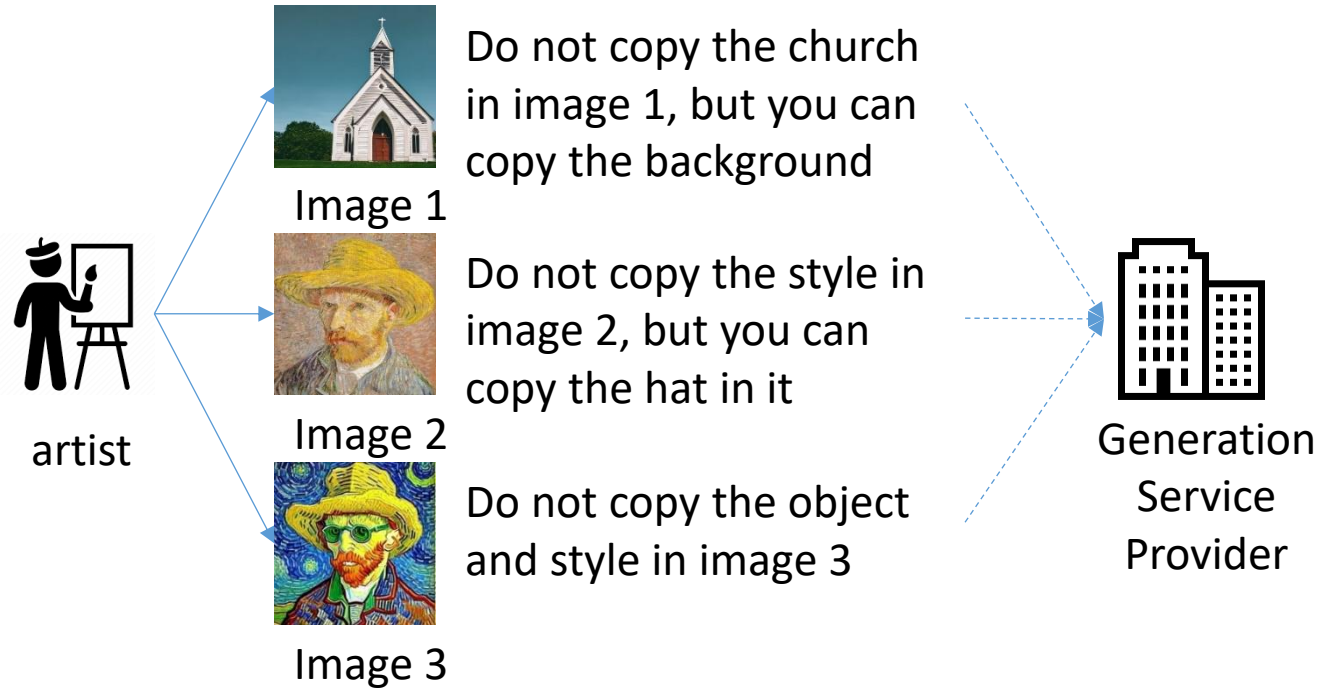 Do not copy the church
in image 1, but you can
copy the background
Image 1
artist
Do not copy the style in
image 2, but you can
copy the hat in it
Image 2
Do not copy the object
and style in image 3
Image 3
Generation
Service
Provider